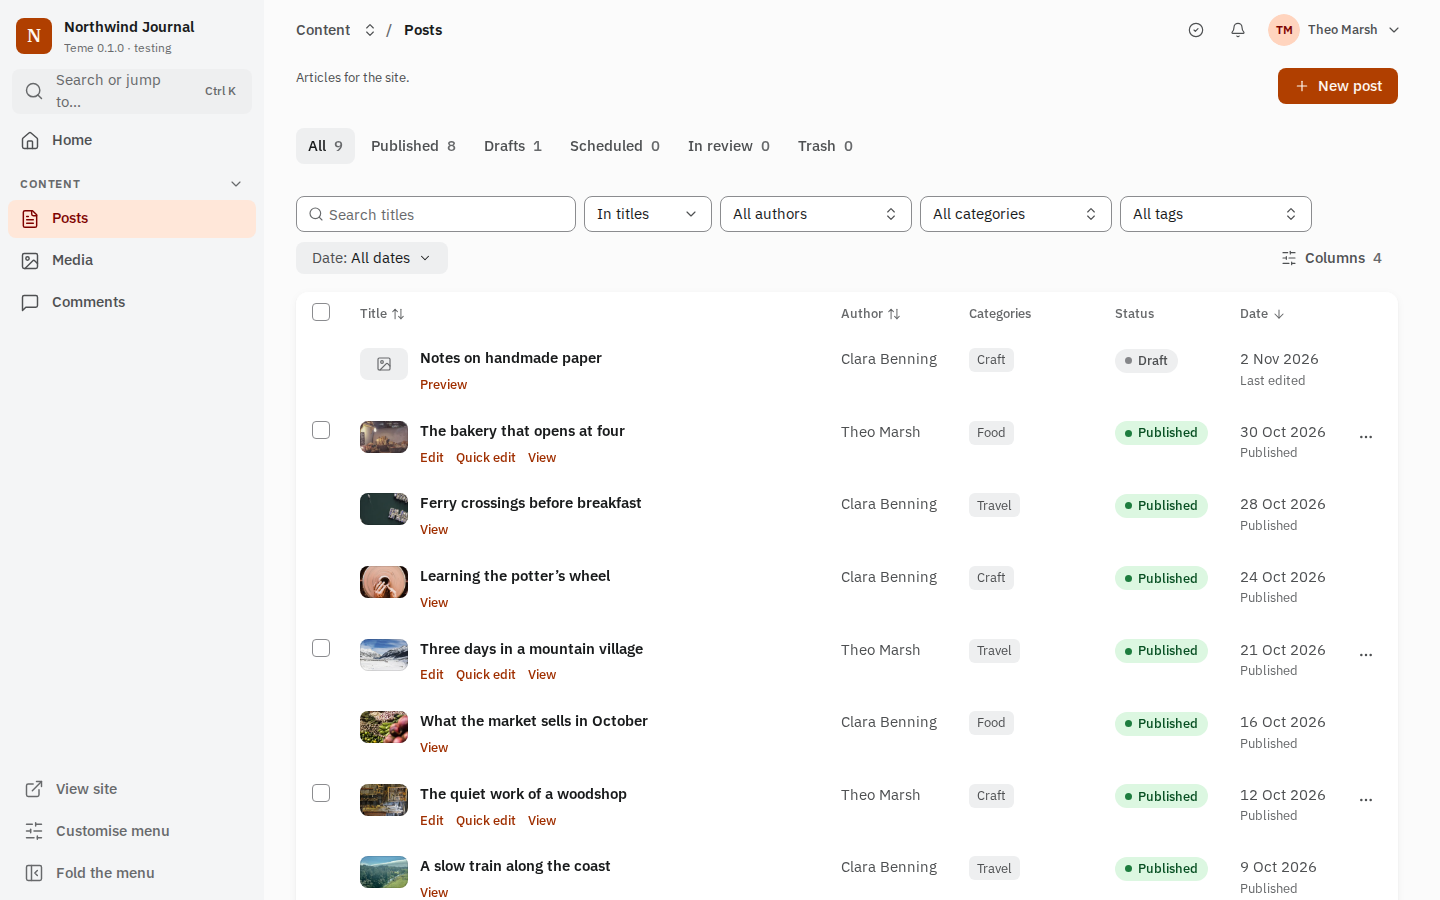 N
Northwind Journal
Teme 0.1.0 · testing
Search or jump
to...
Ctrl K
Home
CONTENT
Posts
Media
Comments
View site
Customise menu
Fold the menu
Content / Posts
TM Theo Marsh
Articles for the site.
New post
All 9 Published 8 Drafts 1 Scheduled 0 In review 0 Trash 0
Search titles In titles All authors All categories All tags
Date: All dates
Columns 4
Title Author Categories Status Date
Notes on handmade paper Clara Benning Craft Draft 2 Nov 2026
Preview Last edited
The bakery that opens at four Theo Marsh Food Published 30 Oct 2026
Edit Quick edit View Published
Ferry crossings before breakfast Clara Benning Travel Published 28 Oct 2026
View Published
Learning the potter’s wheel Clara Benning Craft Published 24 Oct 2026
View Published
Three days in a mountain village Theo Marsh Travel Published 21 Oct 2026
Edit Quick edit View Published
What the market sells in October Clara Benning Food Published 16 Oct 2026
View Published
The quiet work of a woodshop Theo Marsh Craft Published 12 Oct 2026
Edit Quick edit View Published
A slow train along the coast Clara Benning Travel Published 9 Oct 2026
View Published